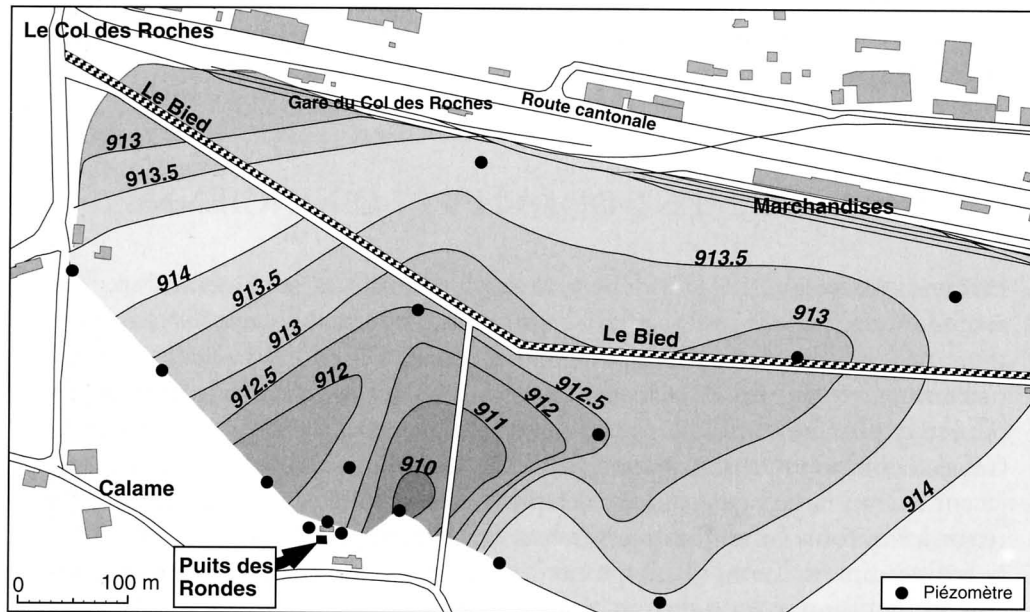 Le Col des Roches
Le Bied
Gare du Col des Roches
Route cantonale
913
913.5
Marchandises
914
913.5
913
912.5
912
913.5
913
Le Bied
912.5
912
911
910
914
Calame
Puits des
Rondes
0
100 m
Piézomètre